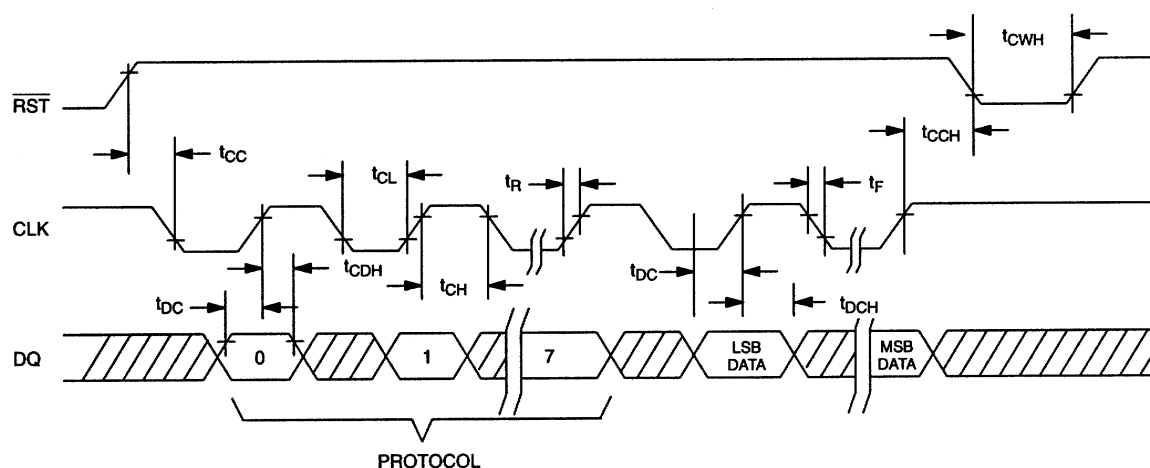 tCWH
RST
tCCH
tCC
tCL
tR
tF
CLK
tCDH
tCH
tDC
tDCH
tDC
DQ
0
1
7
LSB
DATA
MSB
DATA
PROTOCOL